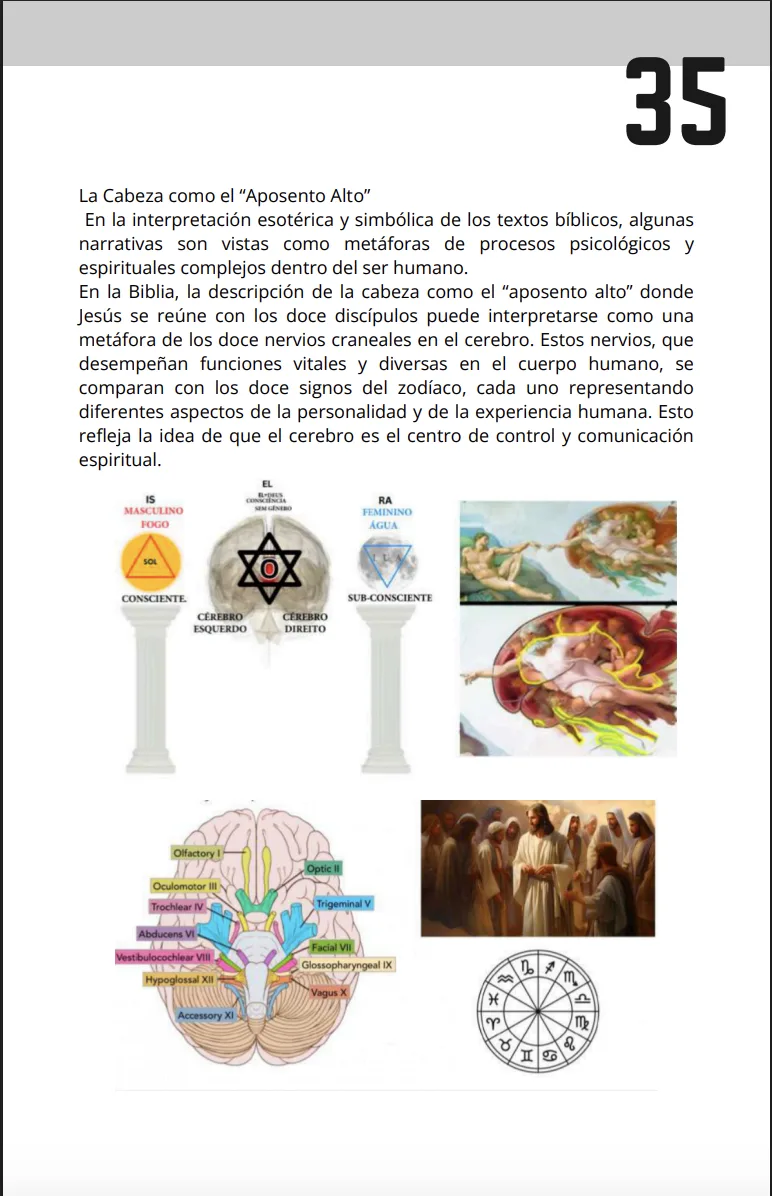 35
La Cabeza como el “Aposento Alto”
En la interpretación esotérica y simbólica de los textos bíblicos, algunas
narrativas son vistas como metáforas de procesos psicológicos y
espirituales complejos dentro del ser humano.
En la Biblia, la descripción de la cabeza como el “aposento alto” donde
Jesús se reúne con los doce discípulos puede interpretarse como una
metáfora de los doce nervios craneales en el cerebro. Estos nervios, que
desempeñan funciones vitales y diversas en el cuerpo humano, se
comparan con los doce signos del zodíaco, cada uno representando
diferentes aspectos de la personalidad y de la experiencia humana. Esto
refleja la idea de que el cerebro es el centro de control y comunicación
espiritual.
IS
MASCULINO
FOGO
SOL
CONSCIENTE.
EL
EL=DEUS
CONSCIÊNCIA
SEM GÊNERO
CÉREBRO
ESQUERDO
CÉREBRO
DIREITO
RA
FEMININO
ÁGUA
LUA
SUB-CONSCIENTE
Olfactory I
Optic II
Oculomotor III
Trochlear IV
Trigeminal V
Abducens VI
Facial VII
Vestibulocochlear VIII
Glossopharyngeal IX
Hypoglossal XII
Vagus X
Accessory XI